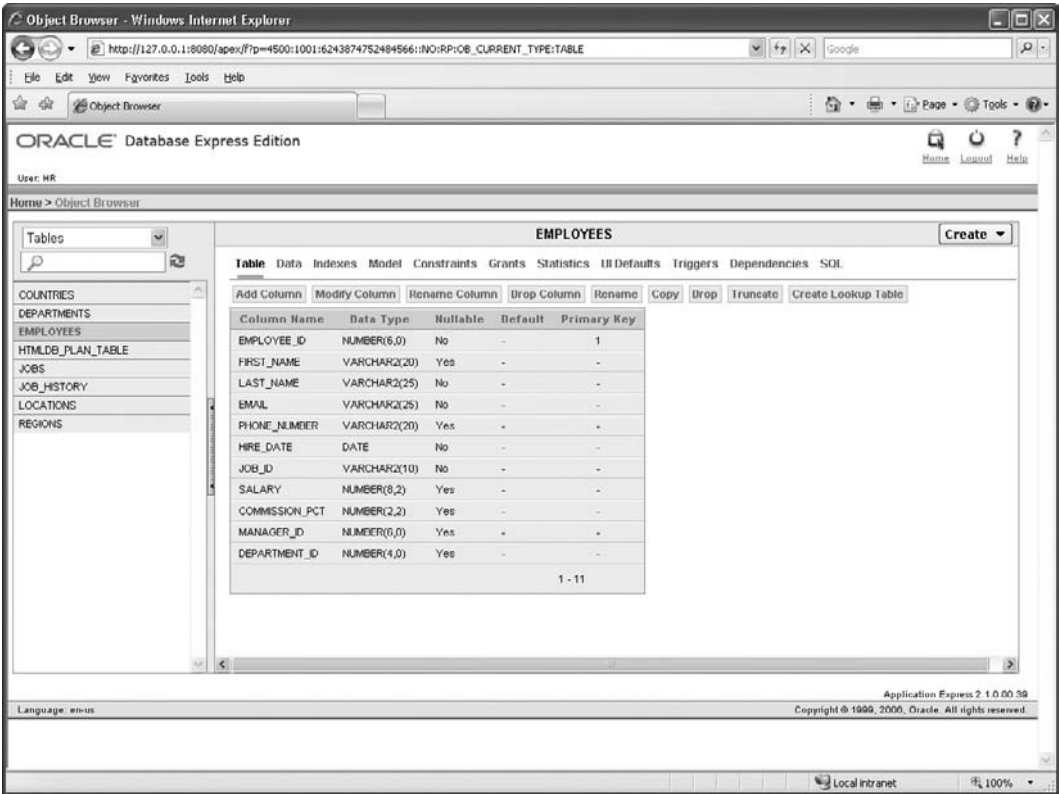 Object Browser - Windows Internet Explorer
http://127.0.0.1:8080/apex/f?p=4500:1001:6243874752484566::NO:RP:OB_CURRENT_TYPE:TABLE
Google
File Edit View Favorites Tools Help
Object Browser
Page Tools
ORACLE Database Express Edition
Home Logout Help
User: HR
Home > Object Browser
Tables
EMPLOYEES
Create
Table Data Indexes Model Constraints Grants Statistics UI Defaults Triggers Dependencies SQL
Add Column Modify Column Rename Column Drop Column Rename Copy Drop Truncate Create Lookup Table
COUNTRIES
DEPARTMENTS
EMPLOYEES
HTMLDB_PLAN_TABLE
JOBS
JOB_HISTORY
LOCATIONS
REGIONS
Column Name Data Type Nullable Default Primary Key
EMPLOYEE_ID NUMBER(6,0) No - 1
FIRST_NAME VARCHAR2(20) Yes - -
LAST_NAME VARCHAR2(25) No - -
EMAIL VARCHAR2(25) No - -
PHONE_NUMBER VARCHAR2(20) Yes - -
HIRE_DATE DATE No - -
JOB_ID VARCHAR2(10) No - -
SALARY NUMBER(8,2) Yes - -
COMMISSION_PCT NUMBER(2,2) Yes - -
MANAGER_ID NUMBER(6,0) Yes - -
DEPARTMENT_ID NUMBER(4,0) Yes - -
1 - 11
Application Express 2.1.0.00.39
Language: en-us
Copyright © 1999, 2006, Oracle. All rights reserved.
Local intranet
100%